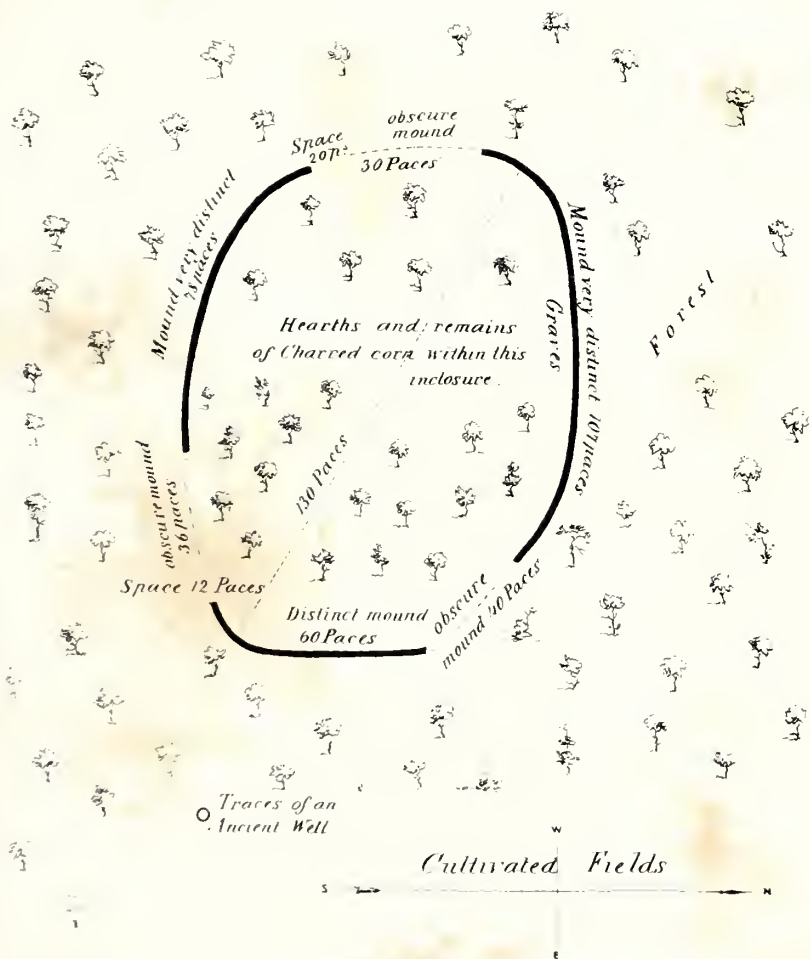 obscure
mound
Space
20 p.
30 Paces
Mound very distinct
78 paces
Mound very distinct 107 paces
Graves
Forest
Hearths and remains
of Charred corn within this
inclosure.
130 Paces
obscure mound
36 paces
Space 12 Paces
Distinct mound
60 Paces
obscure
mound 40 Paces
Traces of an
Ancient Well
W
Cultivated Fields
S
N
E